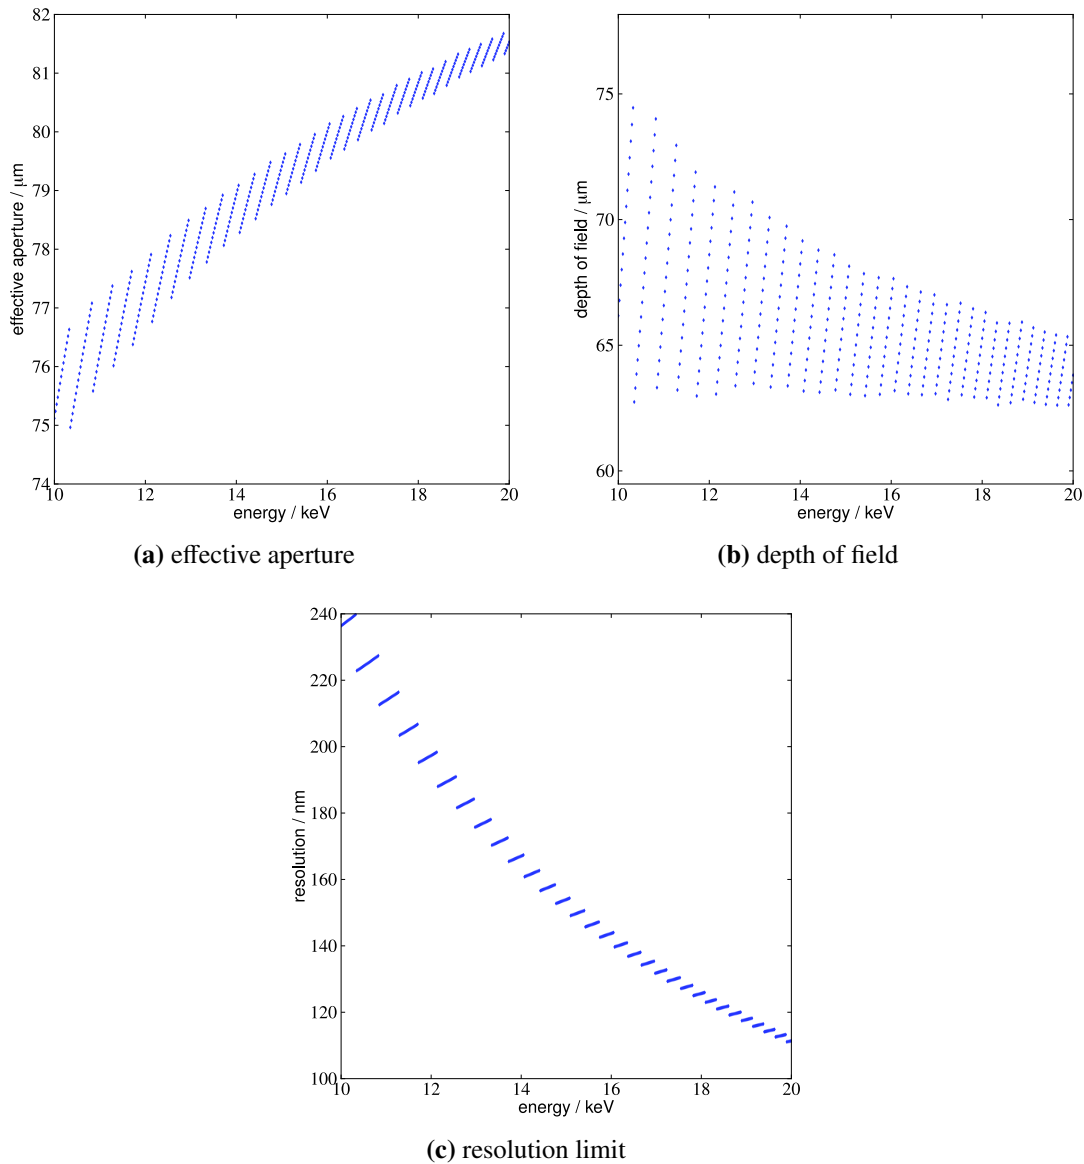 82
81
80
79
78
77
76
75
74
effective aperture / μm
10 12 14 16 18 20
energy / keV
(a) effective aperture
75
70
65
60
depth of field / μm
10 12 14 16 18 20
energy / keV
(b) depth of field
240
220
200
180
160
140
120
100
resolution / nm
10 12 14 16 18 20
energy / keV
(c) resolution limit